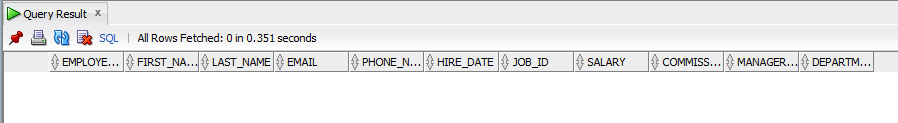 Query Result x
SQL | All Rows Fetched: 0 in 0.351 seconds
EMPLOYE... FIRST_NA... LAST_NAME EMAIL PHONE_N... HIRE_DATE JOB_ID SALARY COMMISS... MANAGER... DEPARTM...